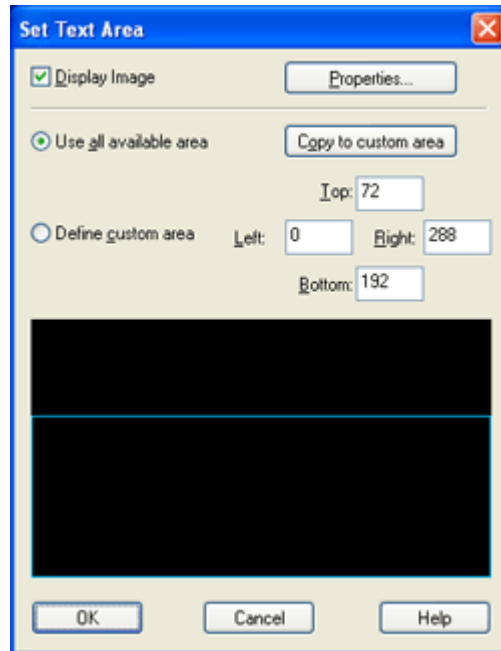 Set Text Area
Display Image Properties...
Use all available area Copy to custom area
Top: 72
Define custom area Left: 0 Right: 288
Bottom: 192
OK Cancel Help